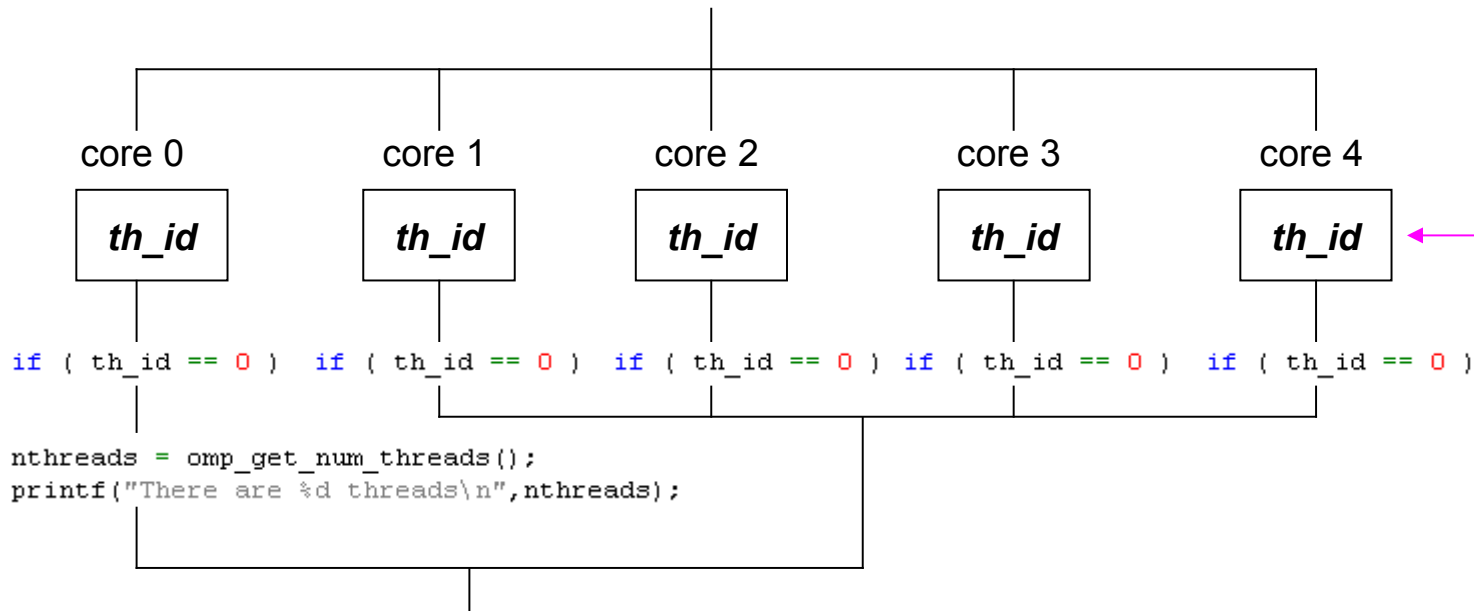 core 0 core 1 core 2 core 3 core 4
th_id th_id th_id th_id th_id
if ( th_id == 0 ) if ( th_id == 0 ) if ( th_id == 0 ) if ( th_id == 0 ) if ( th_id == 0 )
nthreads = omp_get_num_threads();
printf("There are %d threads\n",nthreads);